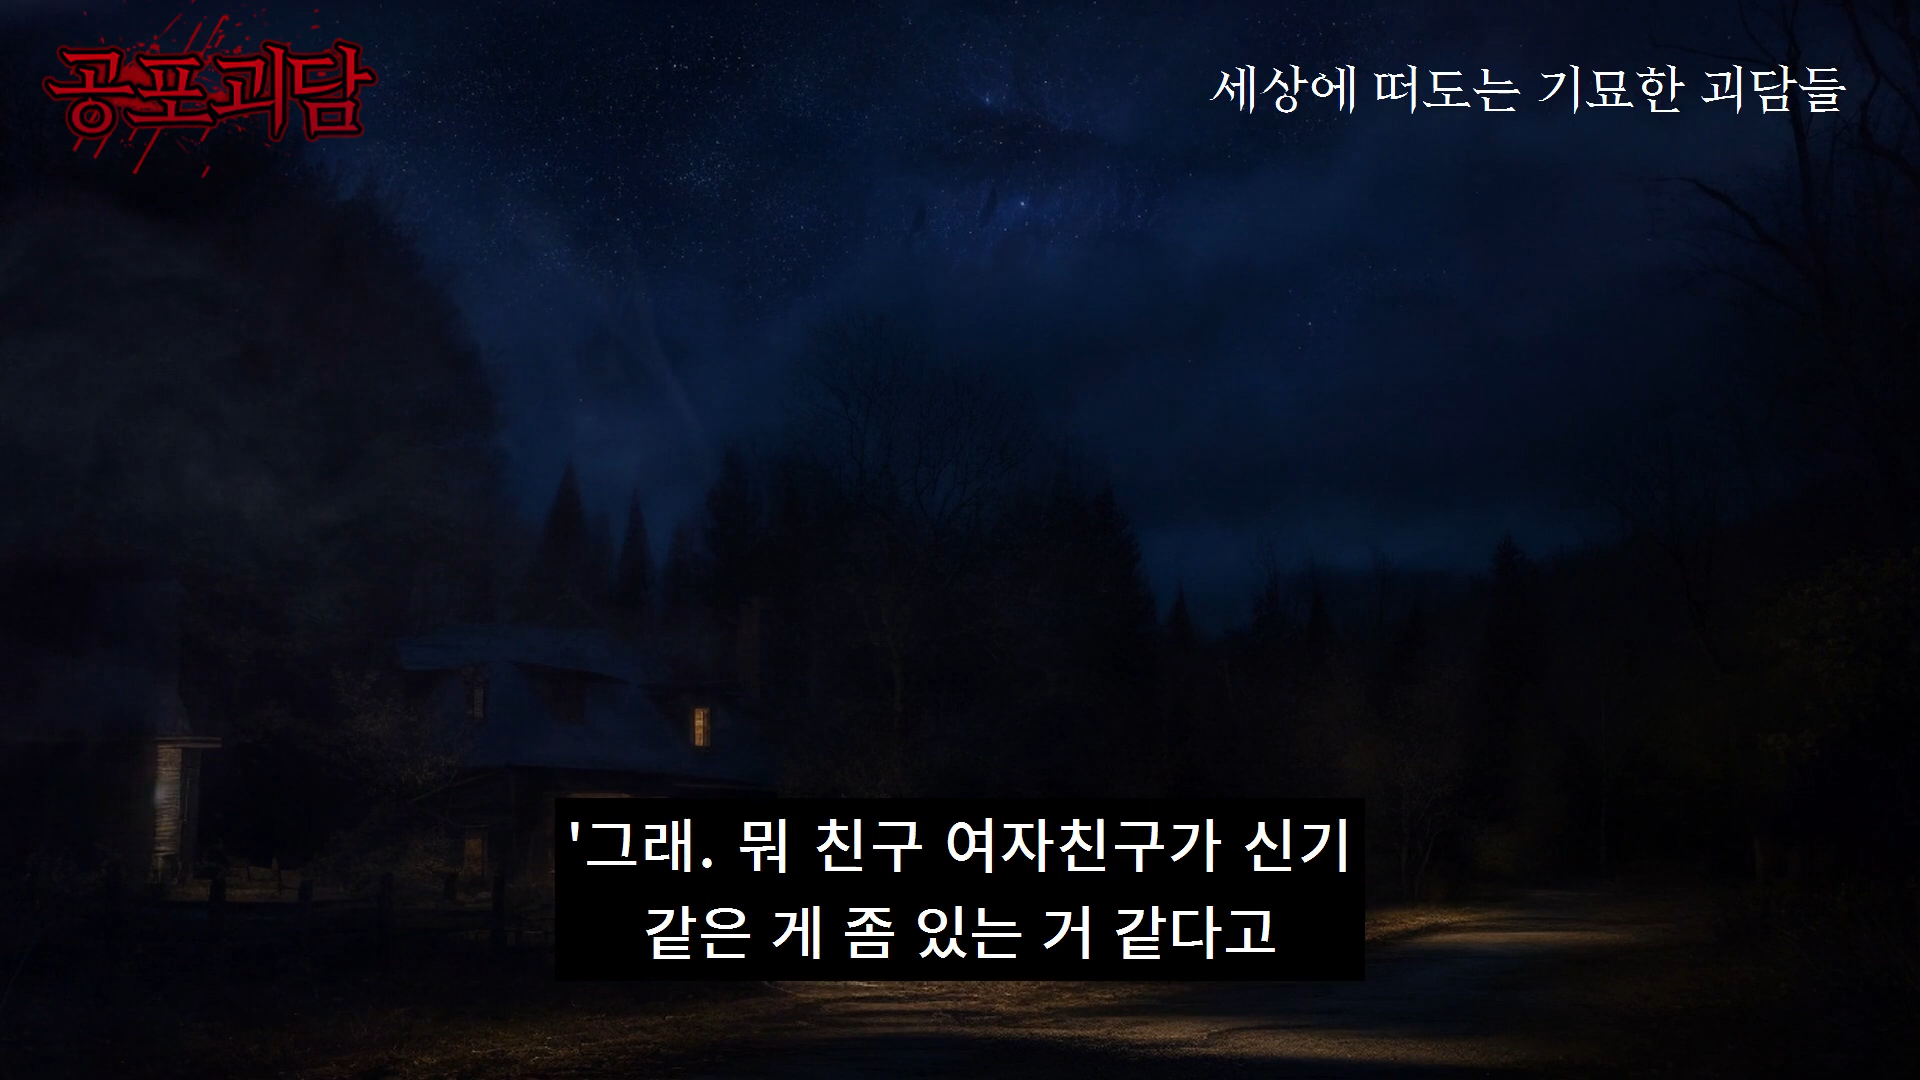 공포괴담
세상에 떠도는 기묘한 괴담들
'그래. 뭐 친구 여자친구가 신기
같은 게 좀 있는 거 같다고